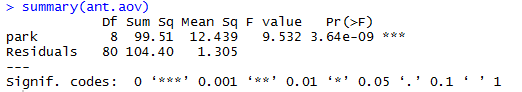 > summary(ant.aov)
            Df Sum Sq Mean Sq F value   Pr(>F)
park         8  99.51  12.439   9.532 3.64e-09 ***
Residuals   80 104.40   1.305
---
Signif. codes:  0 ‘***’ 0.001 ‘**’ 0.01 ‘*’ 0.05 ‘.’ 0.1 ‘ ’ 1